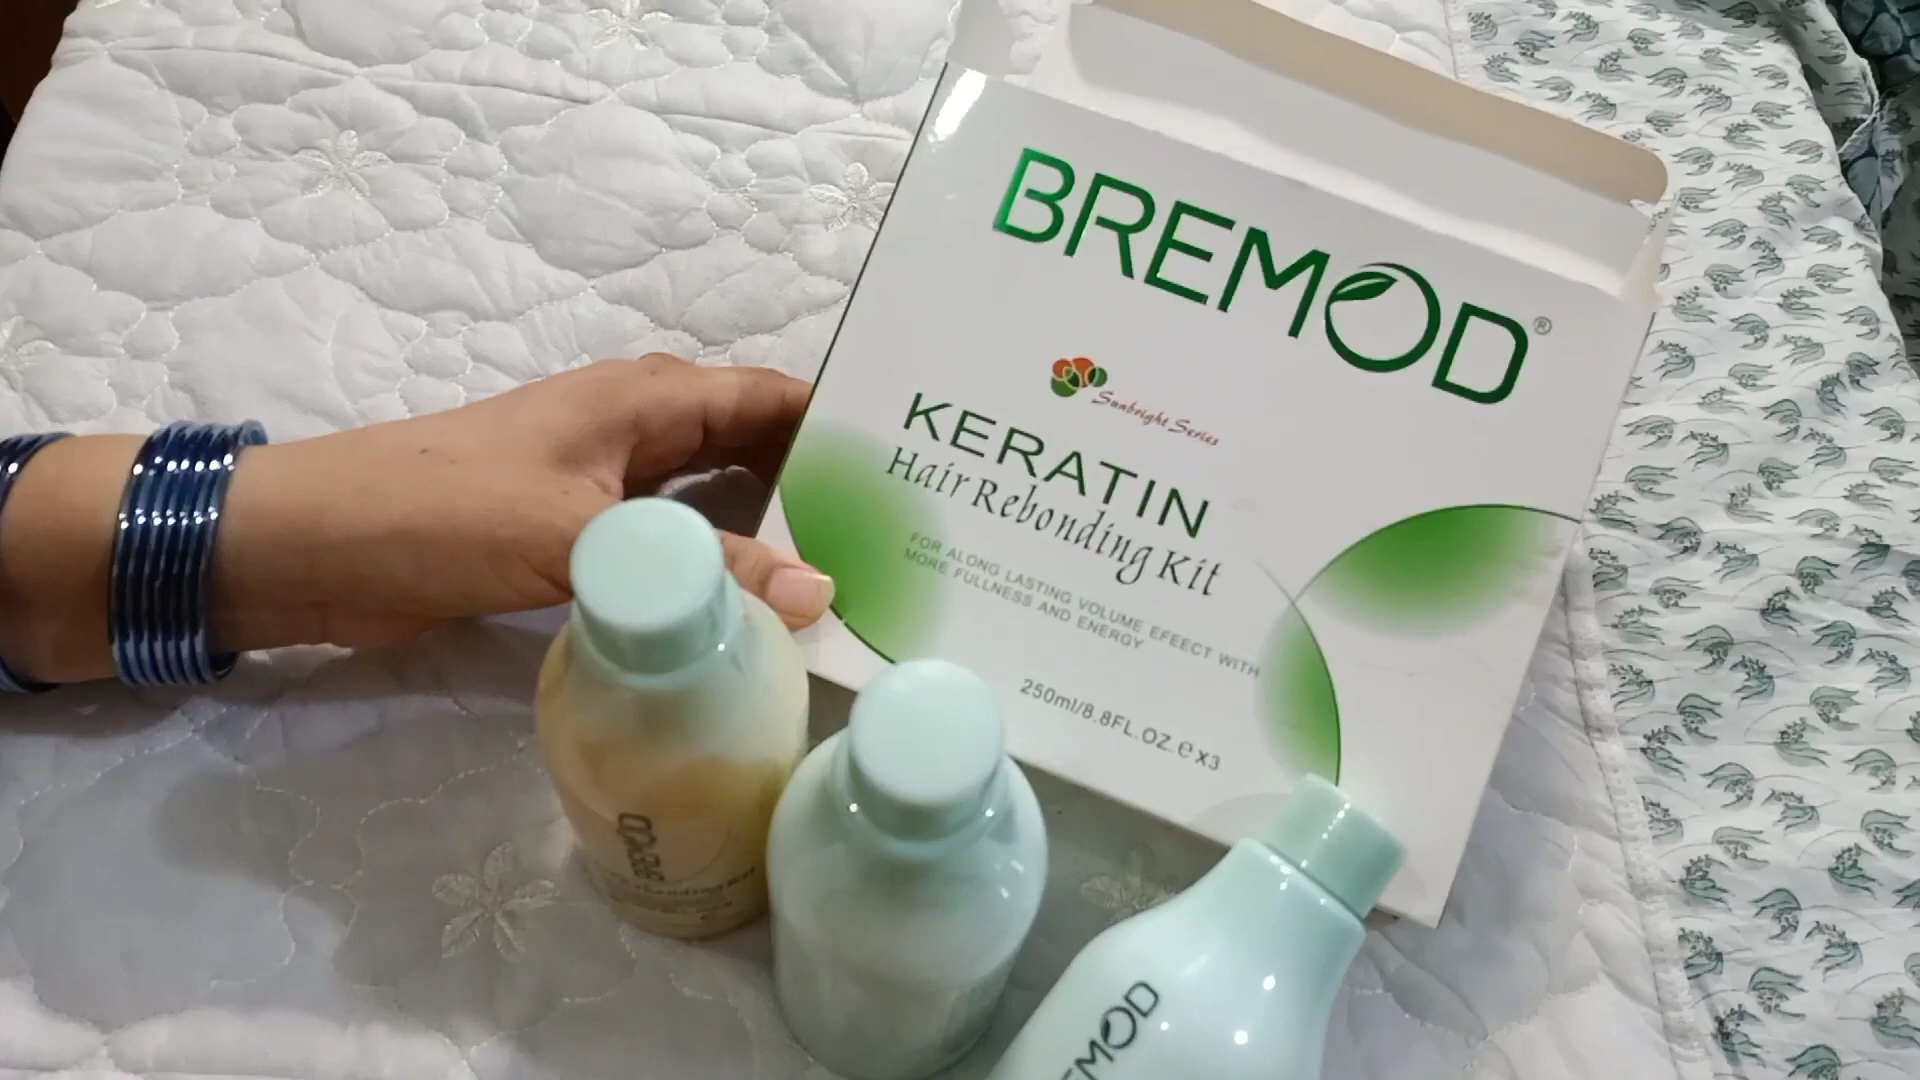 BREMOD®
Sunbright Series
KERATIN
Hair Rebonding Kit
FOR ALONG LASTING VOLUME EFEECT WITH
MORE FULLNESS AND ENERGY
250ml/8.8FL.OZ.℮X3
EMOD